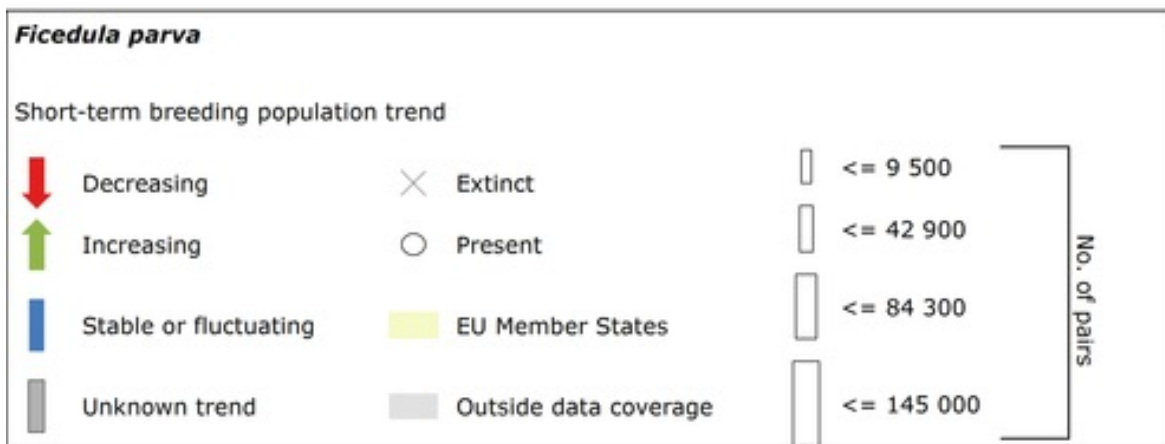 Ficedula parva
Short-term breeding population trend
Decreasing
Extinct
<= 9 500
Increasing
Present
<= 42 900
Stable or fluctuating
EU Member States
<= 84 300
Unknown trend
Outside data coverage
<= 145 000
No. of pairs